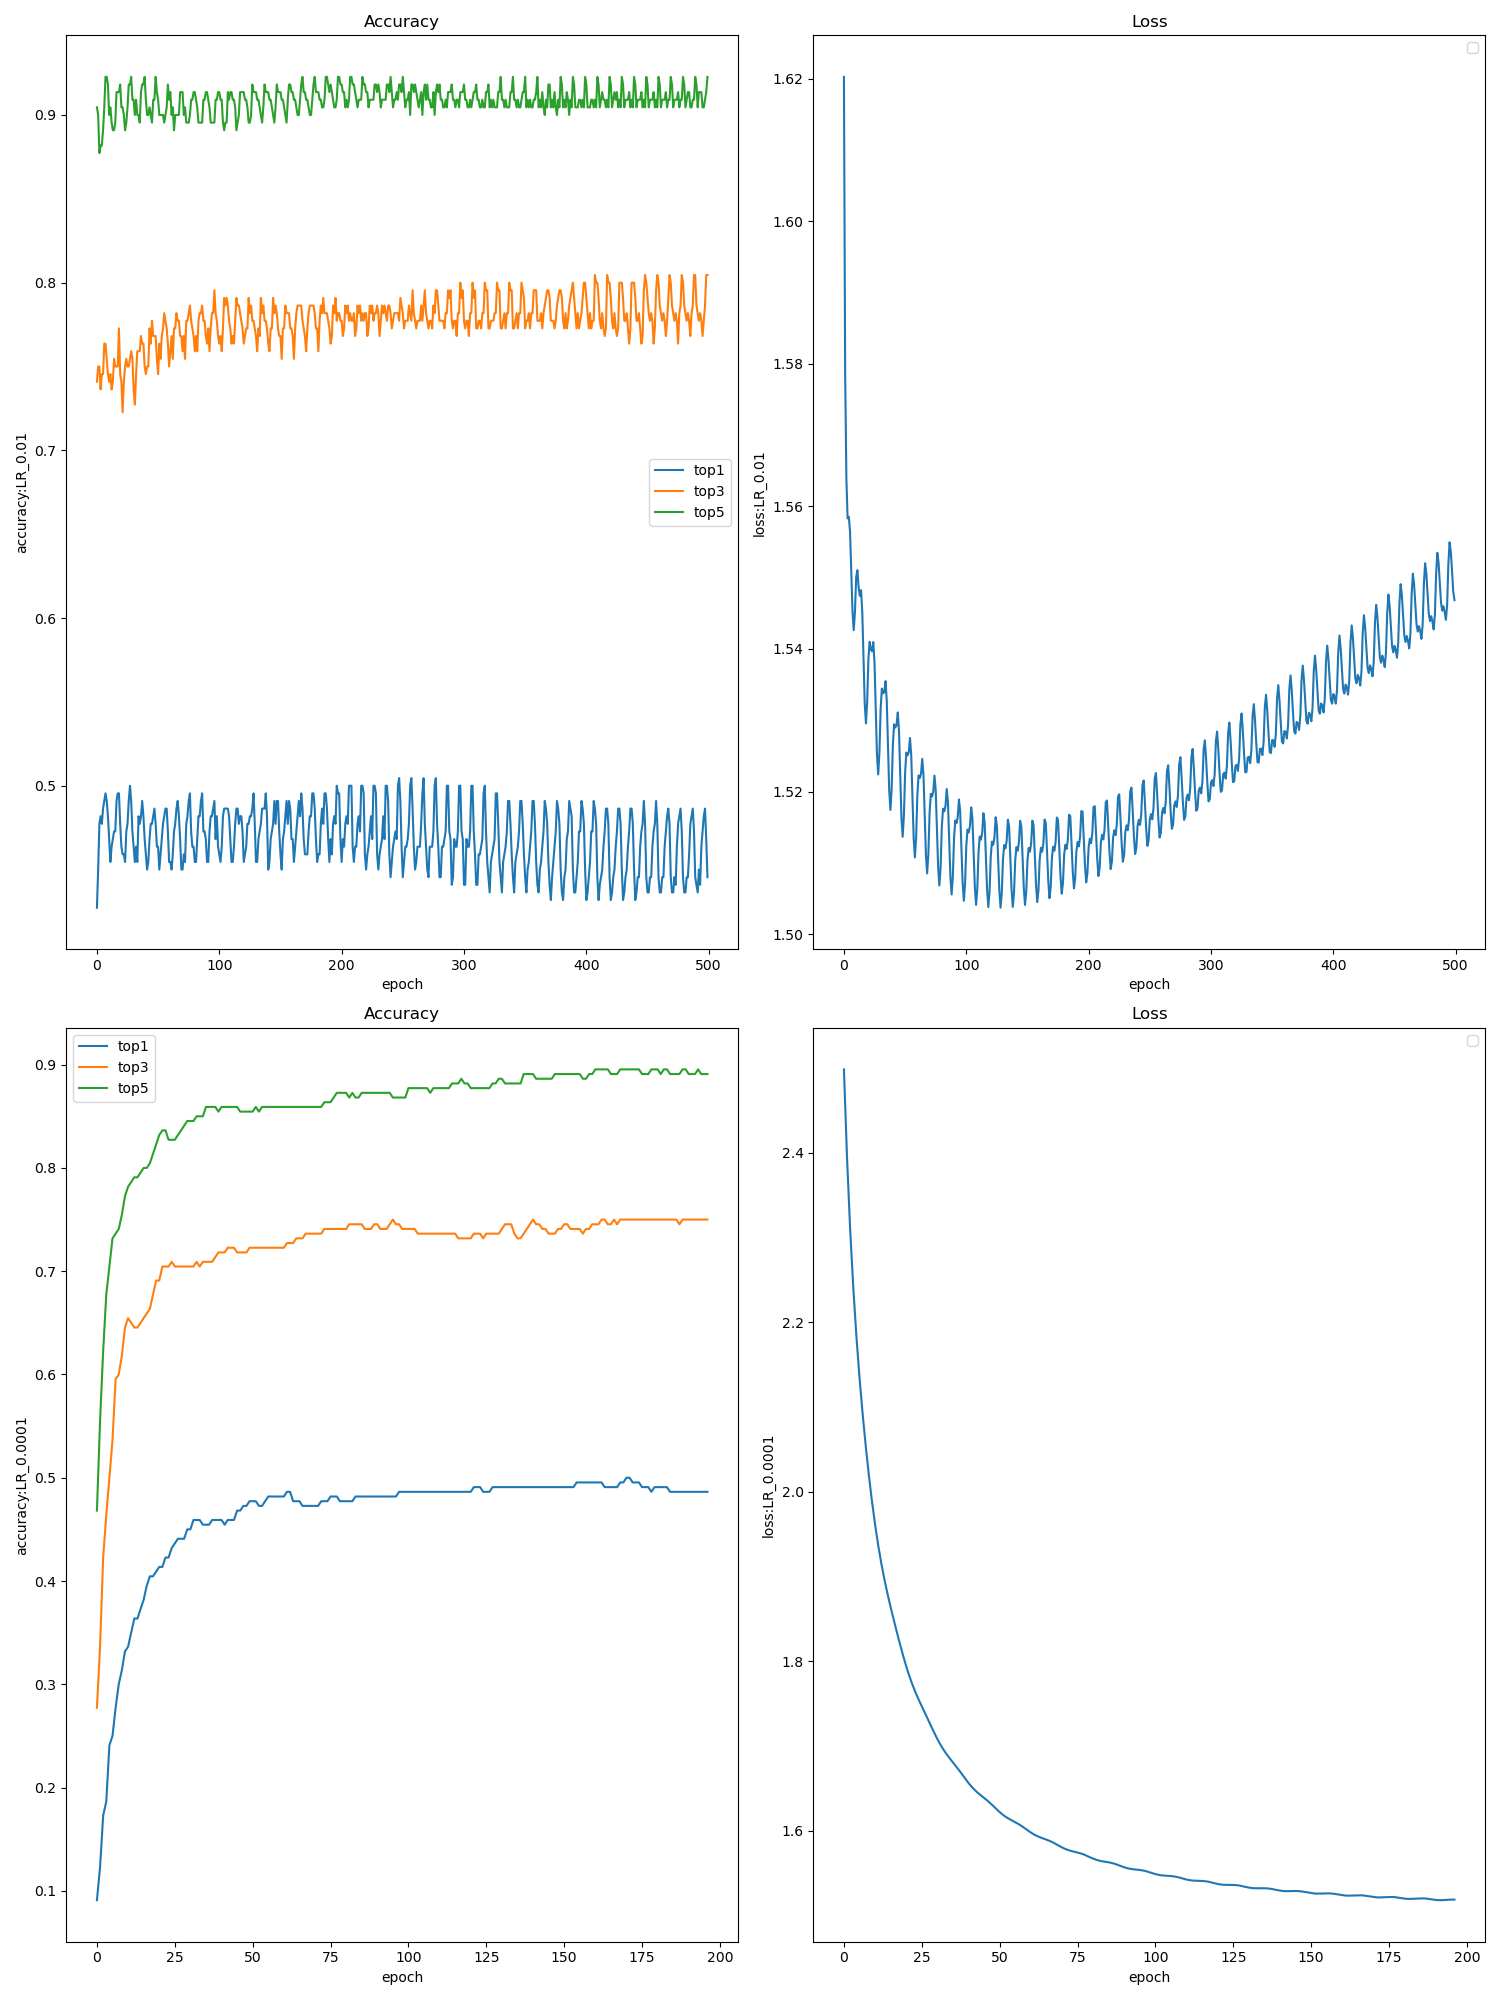 Accuracy
accuracy:LR_0.01
0.9
0.8
0.7
0.6
0.5
top1
top3
top5
0 100 200 300 400 500
epoch
Loss
loss:LR_0.01
1.62
1.60
1.58
1.56
1.54
1.52
1.50
0 100 200 300 400 500
epoch
Accuracy
accuracy:LR_0.0001
top1
top3
top5
0.9
0.8
0.7
0.6
0.5
0.4
0.3
0.2
0.1
0 25 50 75 100 125 150 175 200
epoch
Loss
loss:LR_0.0001
2.4
2.2
2.0
1.8
1.6
0 25 50 75 100 125 150 175 200
epoch